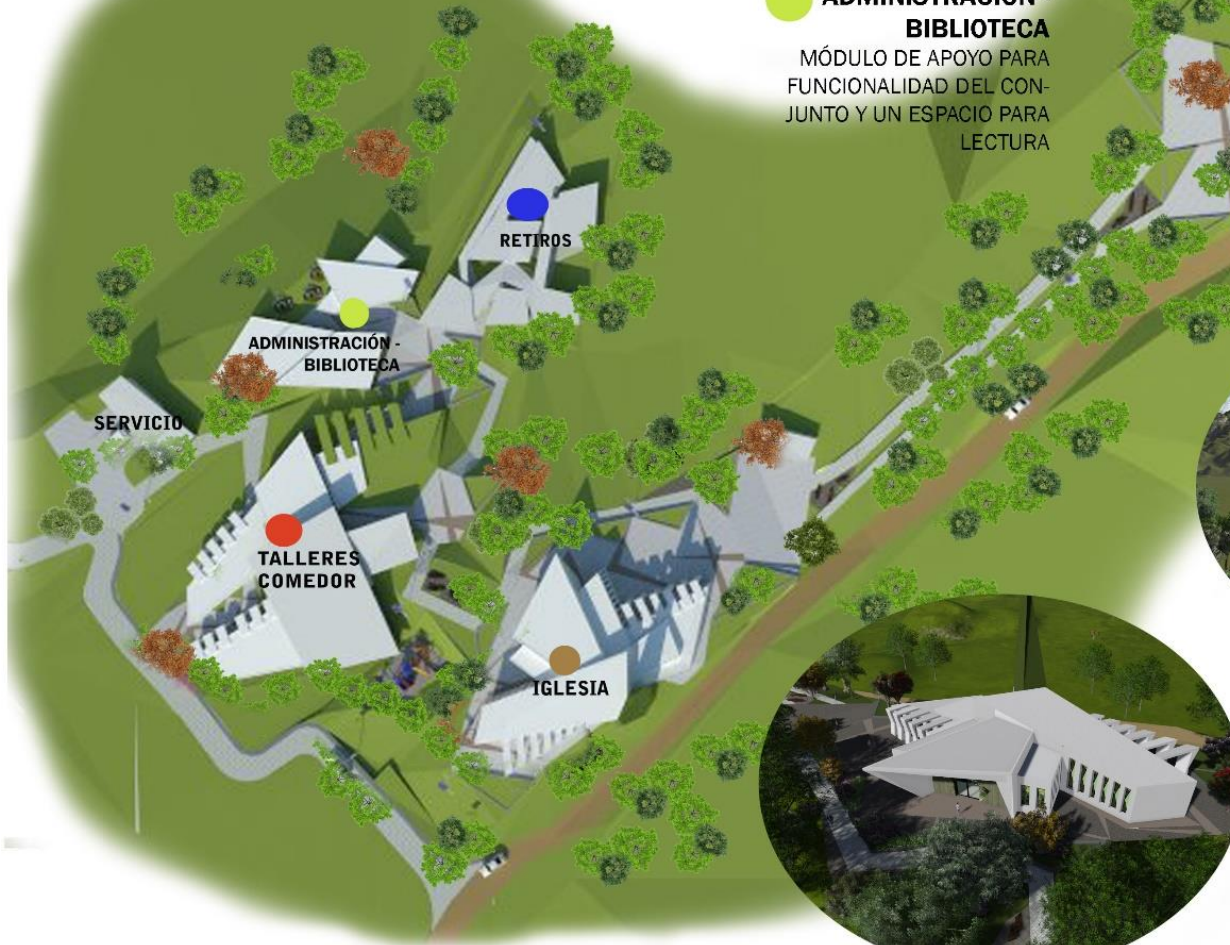 ADMINISTRACIÓN
BIBLIOTECA
MÓDULO DE APOYO PARA
FUNCIONALIDAD DEL CON-
JUNTO Y UN ESPACIO PARA
LECTURA
RETIROS
ADMINISTRACIÓN -
BIBLIOTECA
SERVICIO
TALLERES
COMEDOR
IGLESIA